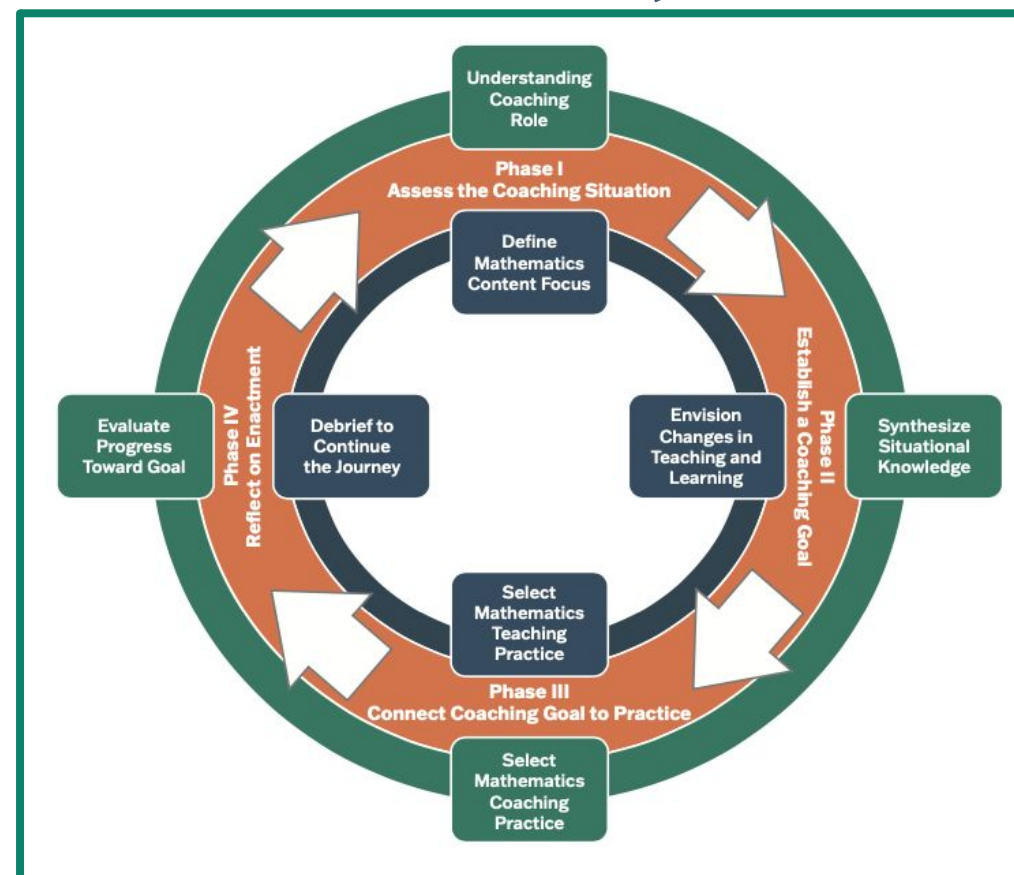 Understanding
Coaching
Role
Phase I
Assess the Coaching Situation
Define
Mathematics
Content Focus
Phase II
Establish a Coaching Goal
Envision
Changes in
Teaching and
Learning
Synthesize
Situational
Knowledge
Select
Mathematics
Teaching
Practice
Phase III
Connect Coaching Goal to Practice
Select
Mathematics
Coaching
Practice
Evaluate
Progress
Toward Goal
Phase IV
Reflect on Enactment
Debrief to
Continue
the Journey